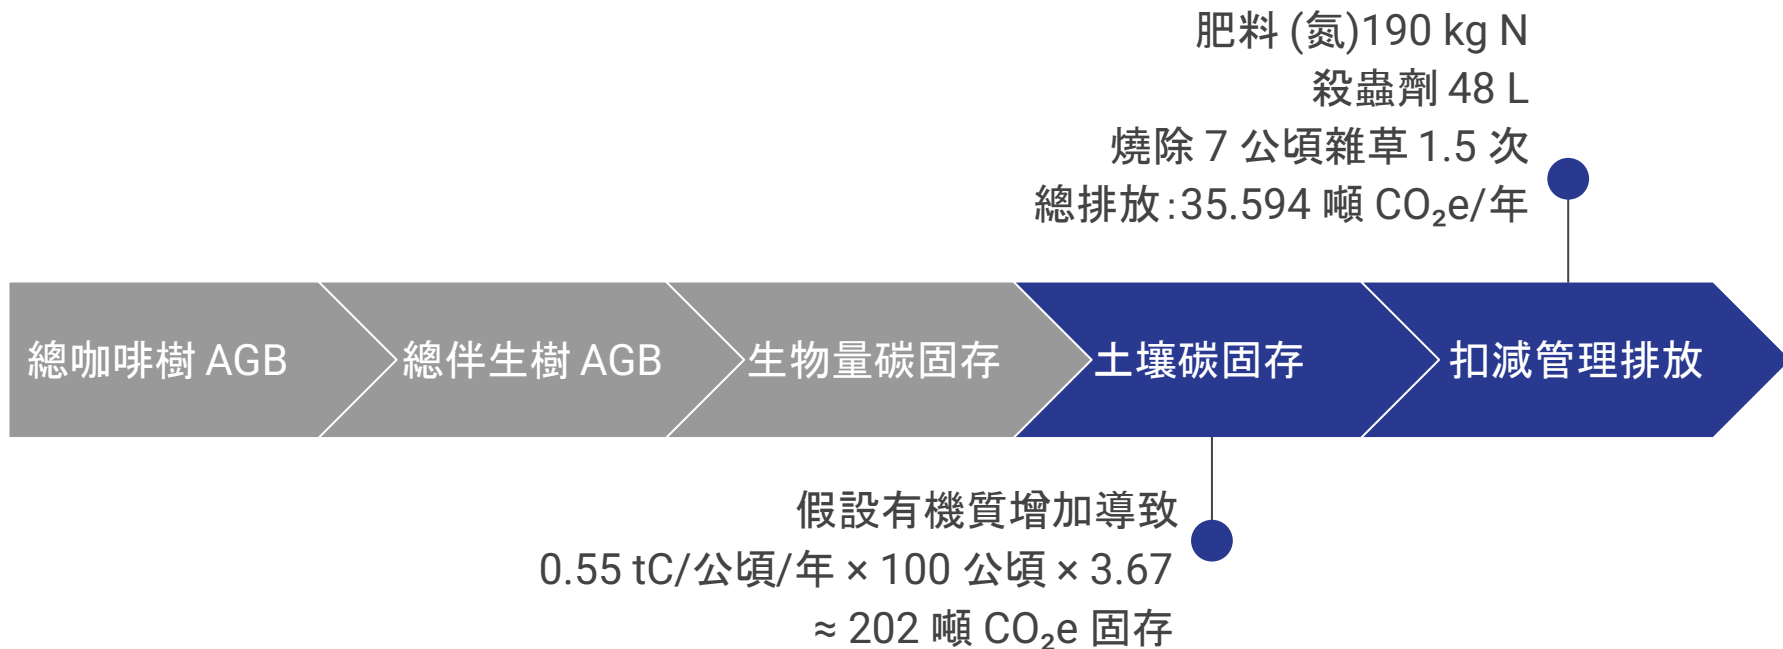 肥料 (氮)190 kg N
殺蟲劑 48 L
燒除 7 公頃雜草 1.5 次
總排放：35.594 噸 CO₂e/年
總咖啡樹 AGB
總伴生樹 AGB
生物量碳固存
土壤碳固存
扣減管理排放
假設有機質增加導致
0.55 tC/公頃/年 × 100 公頃 × 3.67
≈ 202 噸 CO₂e 固存